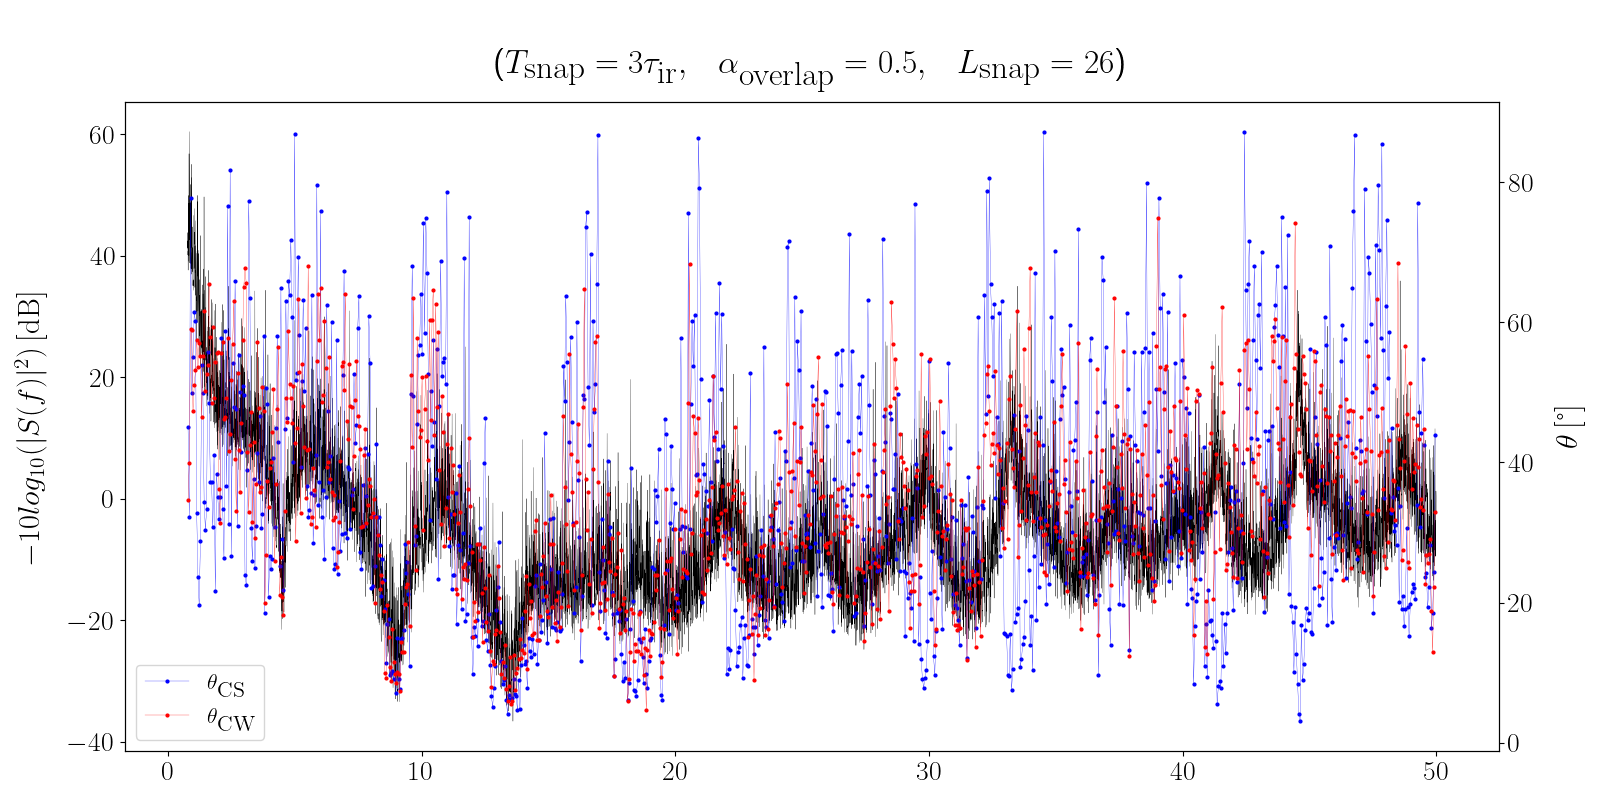 (T_snap = 3τ_ir, α_overlap = 0.5, L_snap = 26)
−10log₁₀(|S(f)|²) [dB]
60
40
20
0
−20
−40
80
60
40
20
0
θ [°]
θ_CS
θ_CW
0 10 20 30 40 50